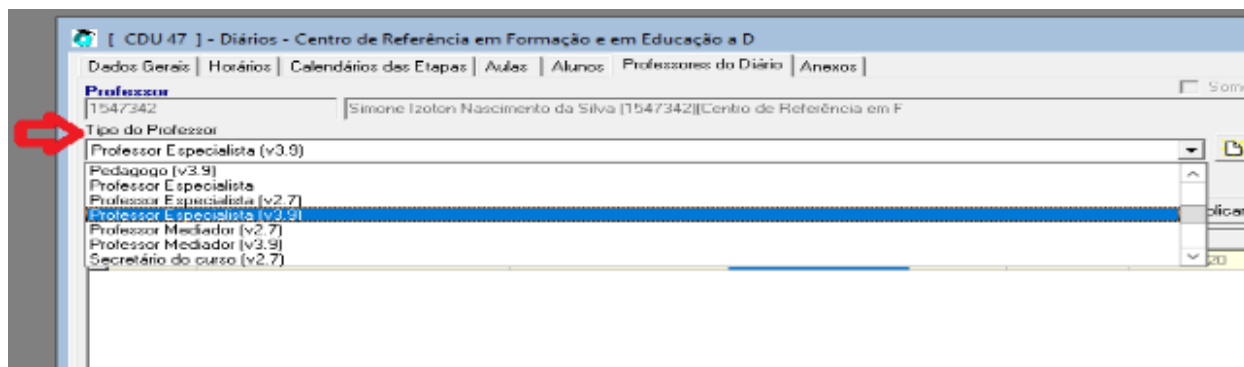 [ CDU 47 ] - Diários - Centro de Referência em Formação e em Educação a D
Dados Gerais | Horários | Calendários das Etapas | Aulas | Alunos | Professores do Diário | Anexos |
Professor
Som
1547342 Simone Izoton Nascimento da Silva [1547342][Centro de Referência em F
Tipo do Professor
Professor Especialista (v3.9)
Pedagogo (v3.9)
Professor Especialista
Professor Especialista (v2.7)
Professor Especialista (v3.9)
plicar
Professor Mediador (v2.7)
Professor Mediador (v3.9)
Secretário do curso (v2.7)
20